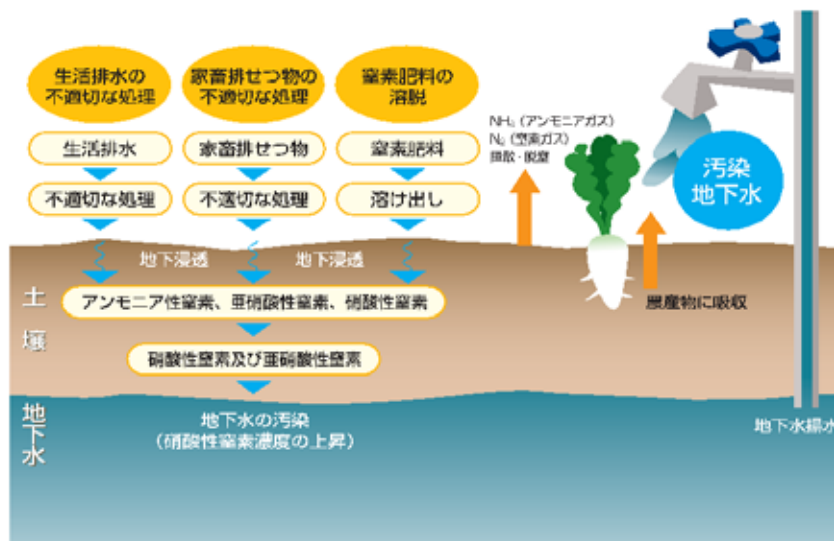 生活排水の
不適切な処理
家畜排せつ物の
不適切な処理
窒素肥料の
溶脱
生活排水
家畜排せつ物
窒素肥料
不適切な処理
不適切な処理
溶け出し
NH₃（アンモニアガス）
N₂（窒素ガス）
揮散・脱窒
汚染
地下水
地下浸透
地下浸透
土壌
アンモニア性窒素、亜硝酸性窒素、硝酸性窒素
農産物に吸収
硝酸性窒素及び亜硝酸性窒素
地下水
地下水の汚染
（硝酸性窒素濃度の上昇）
地下水揚水